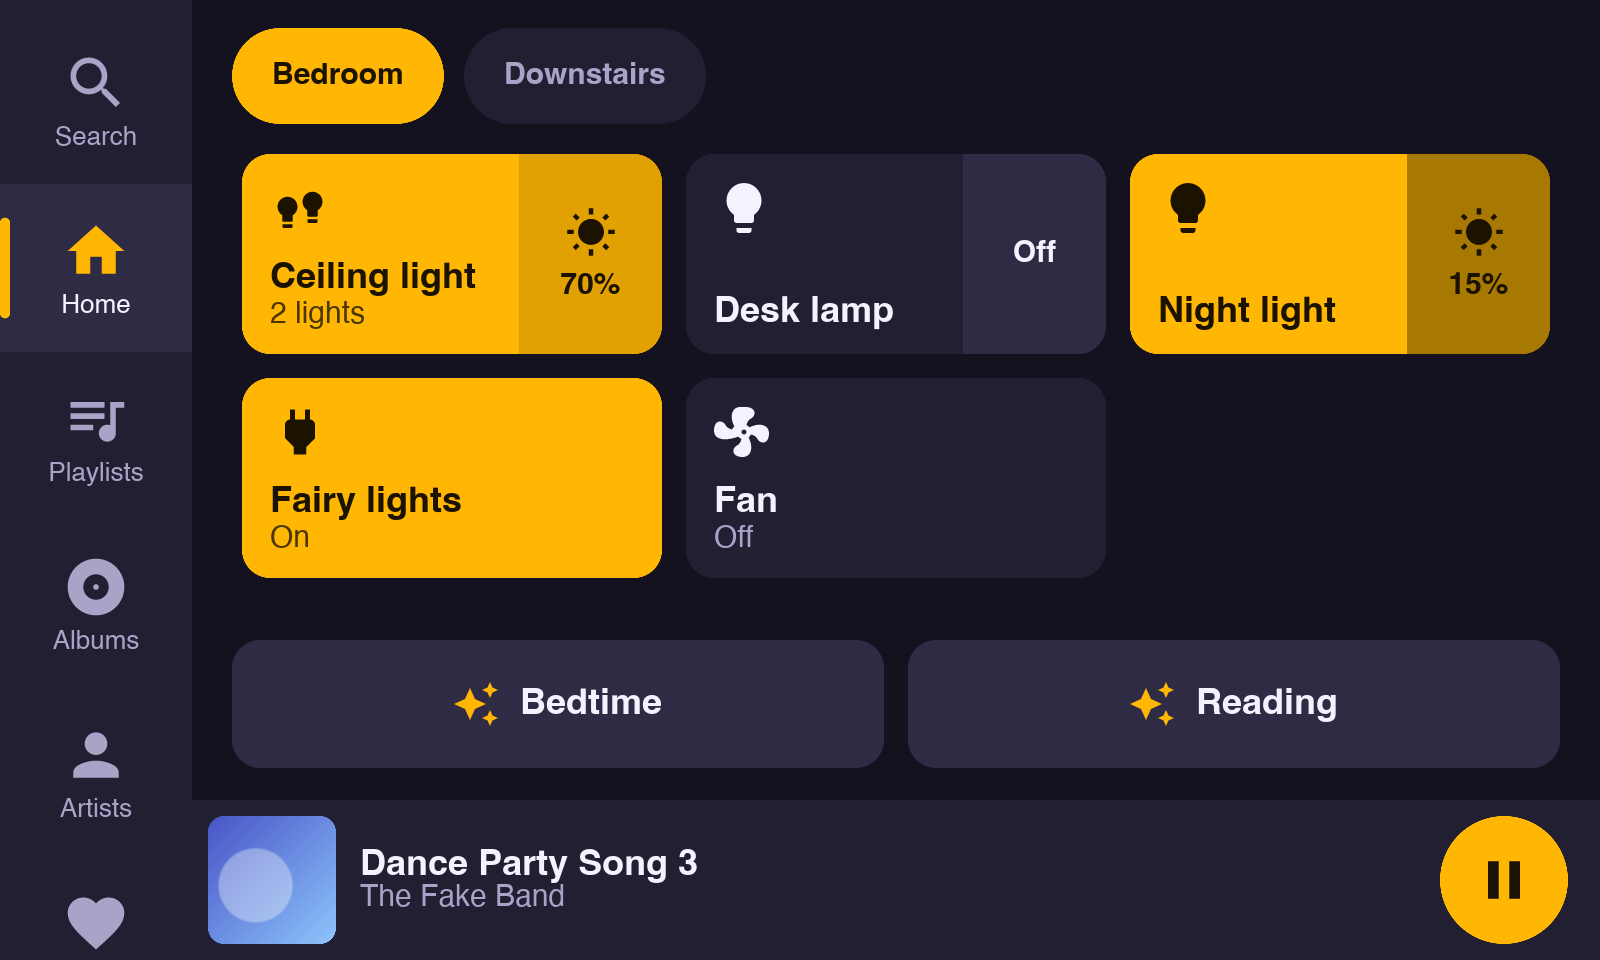 Search
Home
Playlists
Albums
Artists
Bedroom
Downstairs
Ceiling light
2 lights
70%
Desk lamp
Off
Night light
15%
Fairy lights
On
Fan
Off
Bedtime
Reading
Dance Party Song 3
The Fake Band